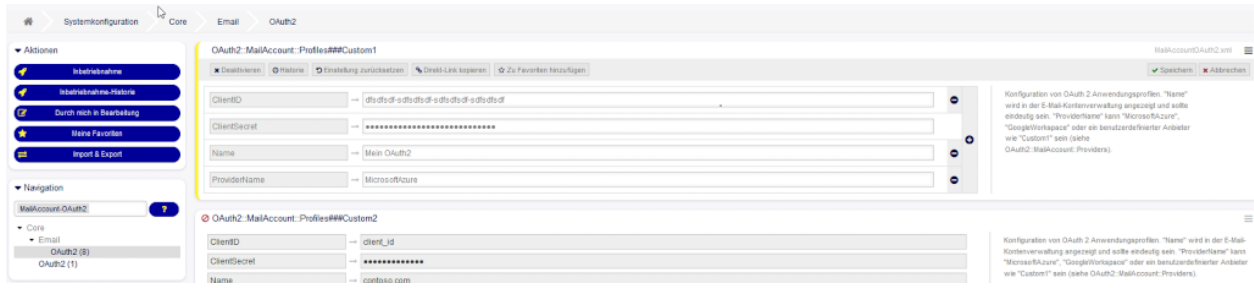 Systemkonfiguration Core Email OAuth2
Aktionen
Inbetriebnahme
Inbetriebnahme-Historie
Durch mich in Bearbeitung
Meine Favoriten
Import & Export
Navigation
MailAccount-OAuth2 ?
Core
Email
OAuth2 (8)
OAuth2 (1)
OAuth2::MailAccount::Profiles###Custom1 MailAccountOAuth2.xml
Deaktivieren Historie Einstellung zurücksetzen Direkt-Link kopieren Zu Favoriten hinzufügen Speichern Abbrechen
ClientID → dfsdfsdf-sdfsdfsdf-sdfsdfsdf-sdfsdfsdf
ClientSecret →
Name → Mein OAuth2
ProviderName → MicrosoftAzure
Konfiguration von OAuth 2 Anwendungsprofilen. "Name"
wird in der E-Mail-Kontenverwaltung angezeigt und sollte
eindeutig sein. "ProviderName" kann "MicrosoftAzure",
"GoogleWorkspace" oder ein benutzerdefinierter Anbieter
wie "Custom1" sein (siehe
OAuth2::MailAccount::Providers).
OAuth2::MailAccount::Profiles###Custom2
ClientID → client_id
ClientSecret →
Name → contoso.com
Konfiguration von OAuth 2 Anwendungsprofilen. "Name" wird in der E-Mail-
Kontenverwaltung angezeigt und sollte eindeutig sein. "ProviderName" kann
"MicrosoftAzure", "GoogleWorkspace" oder ein benutzerdefinierter Anbieter
wie "Custom1" sein (siehe OAuth2::MailAccount::Providers).